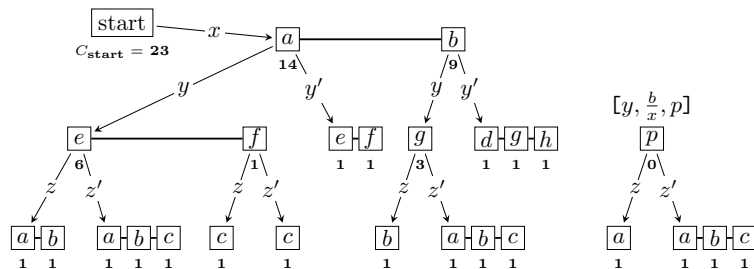 start
x
a b
C_start = 23
14 9
y y′ y y′
[y, b/x, p]
e f e f g d g h p
6 1 1 1 3 1 1 1 0
z z′ z z′ z z′ z z′
a b a b c c c b a b c a a b c
1 1 1 1 1 1 1 1 1 1 1 1 1 1 1